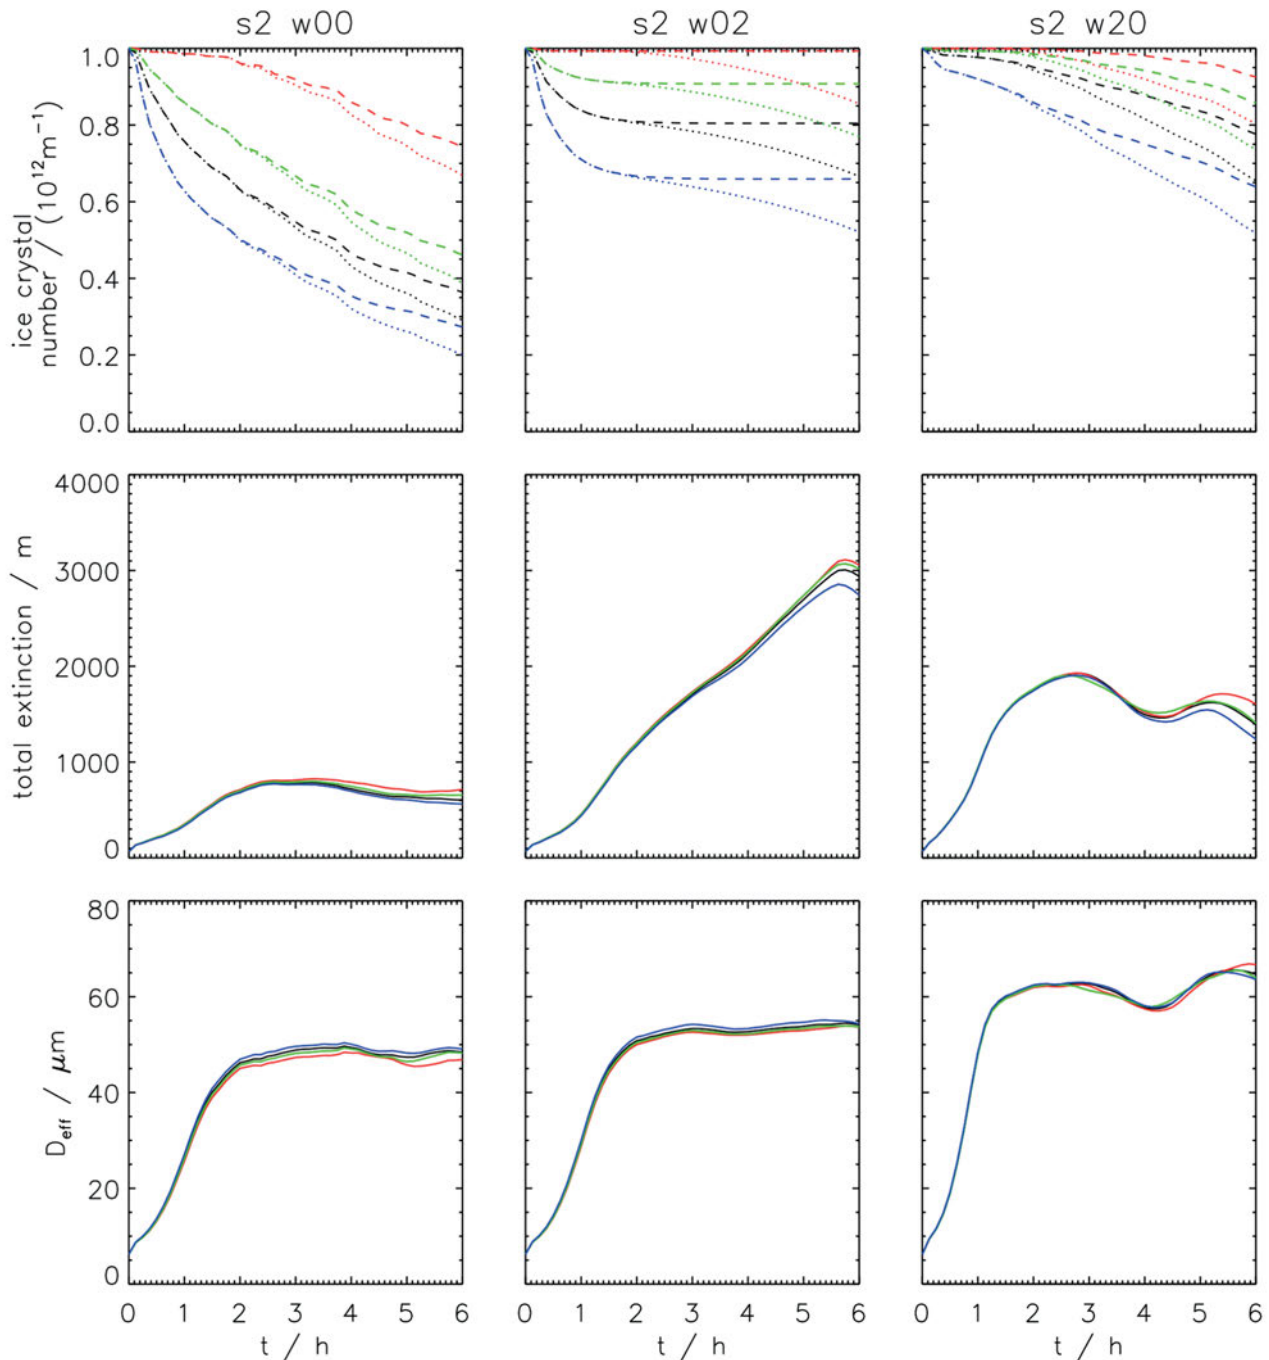 s2 w00 s2 w02 s2 w20
ice crystal
number / (10¹²m⁻¹)
1.0
0.8
0.6
0.4
0.2
0.0
total extinction / m
4000
3000
2000
1000
0
D_eff / μm
80
60
40
20
0
0 1 2 3 4 5 6 0 1 2 3 4 5 6 0 1 2 3 4 5 6
t / h t / h t / h